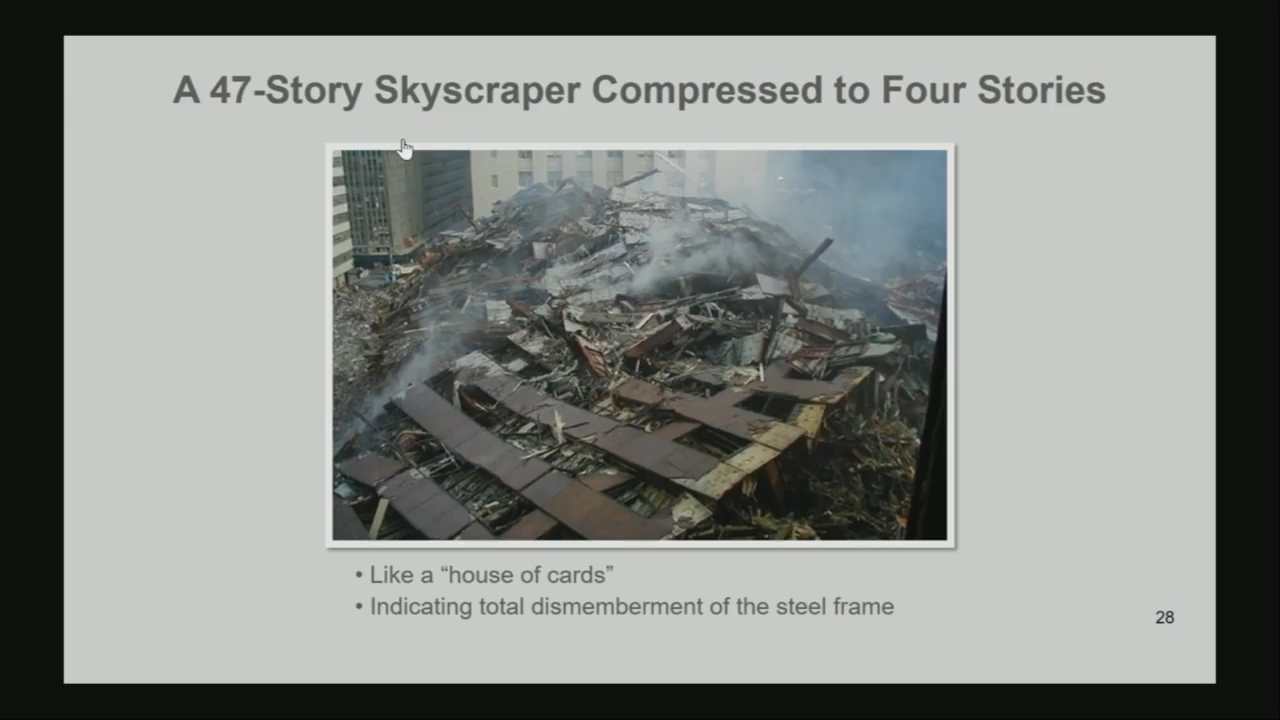 A 47-Story Skyscraper Compressed to Four Stories
• Like a “house of cards”
• Indicating total dismemberment of the steel frame
28